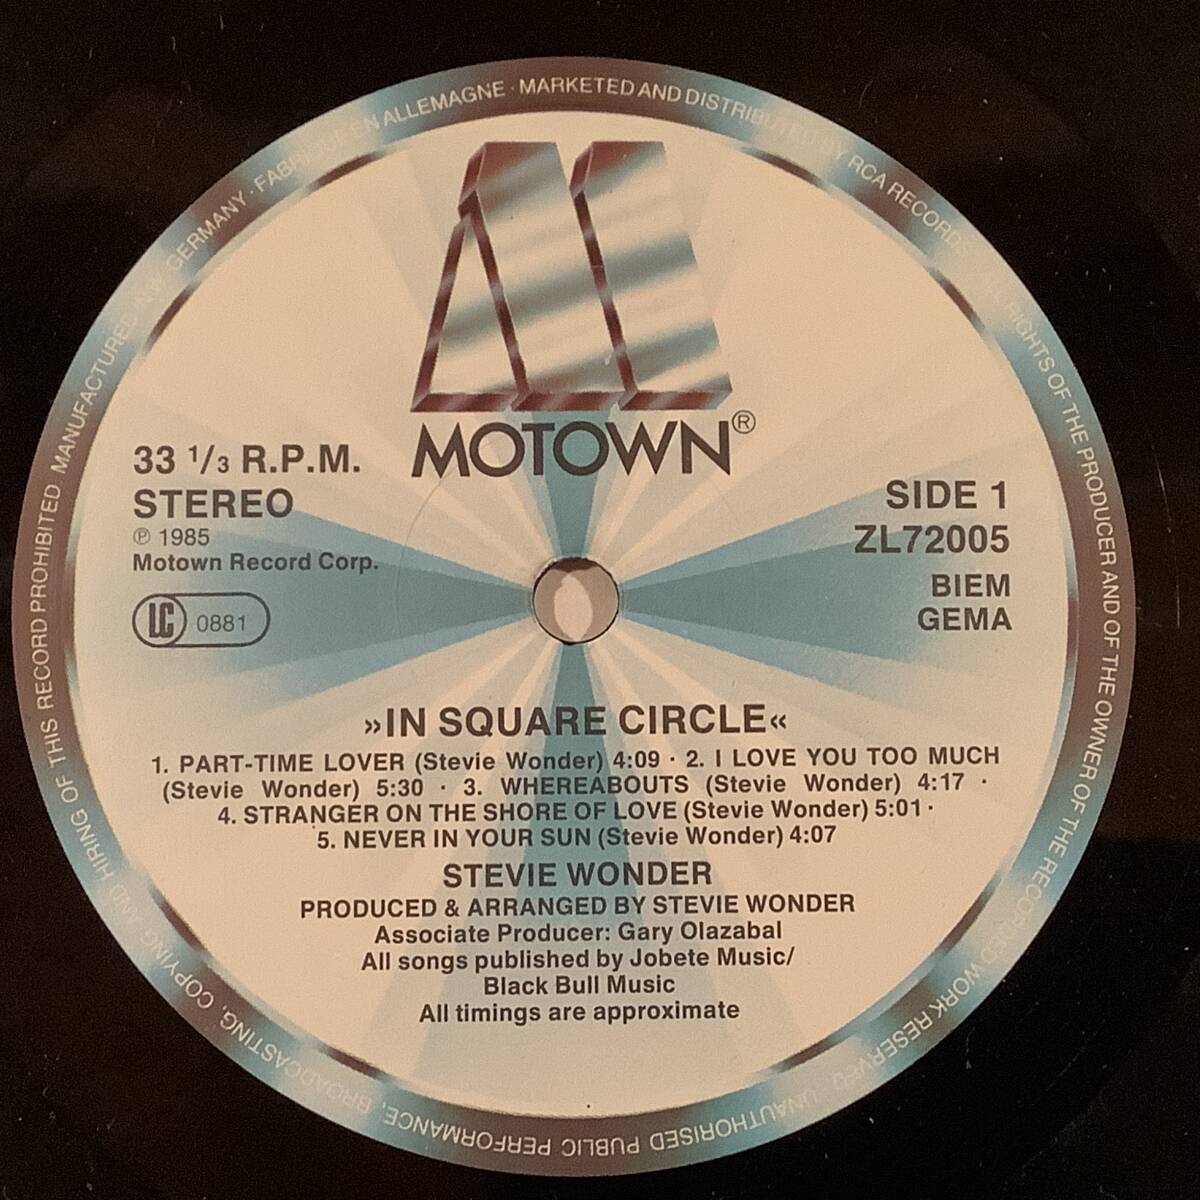 MANUFACTURED IN W. GERMANY · FABRIQUÉ EN ALLEMAGNE · MARKETED AND DISTRIBUTED BY RCA RECORDS · ALL RIGHTS OF THE PRODUCER AND OF THE OWNER OF THE RECORDED WORK RESERVED. UNAUTHORISED PUBLIC PERFORMANCE, BROADCASTING, COPYING AND HIRING OF THIS RECORD PROHIBITED.
MOTOWN®
33 1/3 R.P.M.
STEREO
℗ 1985
Motown Record Corp.
LC 0881
SIDE 1
ZL72005
BIEM
GEMA
»IN SQUARE CIRCLE«
1. PART-TIME LOVER (Stevie Wonder) 4:09 · 2. I LOVE YOU TOO MUCH
(Stevie Wonder) 5:30 · 3. WHEREABOUTS (Stevie Wonder) 4:17 ·
4. STRANGER ON THE SHORE OF LOVE (Stevie Wonder) 5:01 ·
5. NEVER IN YOUR SUN (Stevie Wonder) 4:07
STEVIE WONDER
PRODUCED & ARRANGED BY STEVIE WONDER
Associate Producer: Gary Olazabal
All songs published by Jobete Music/
Black Bull Music
All timings are approximate